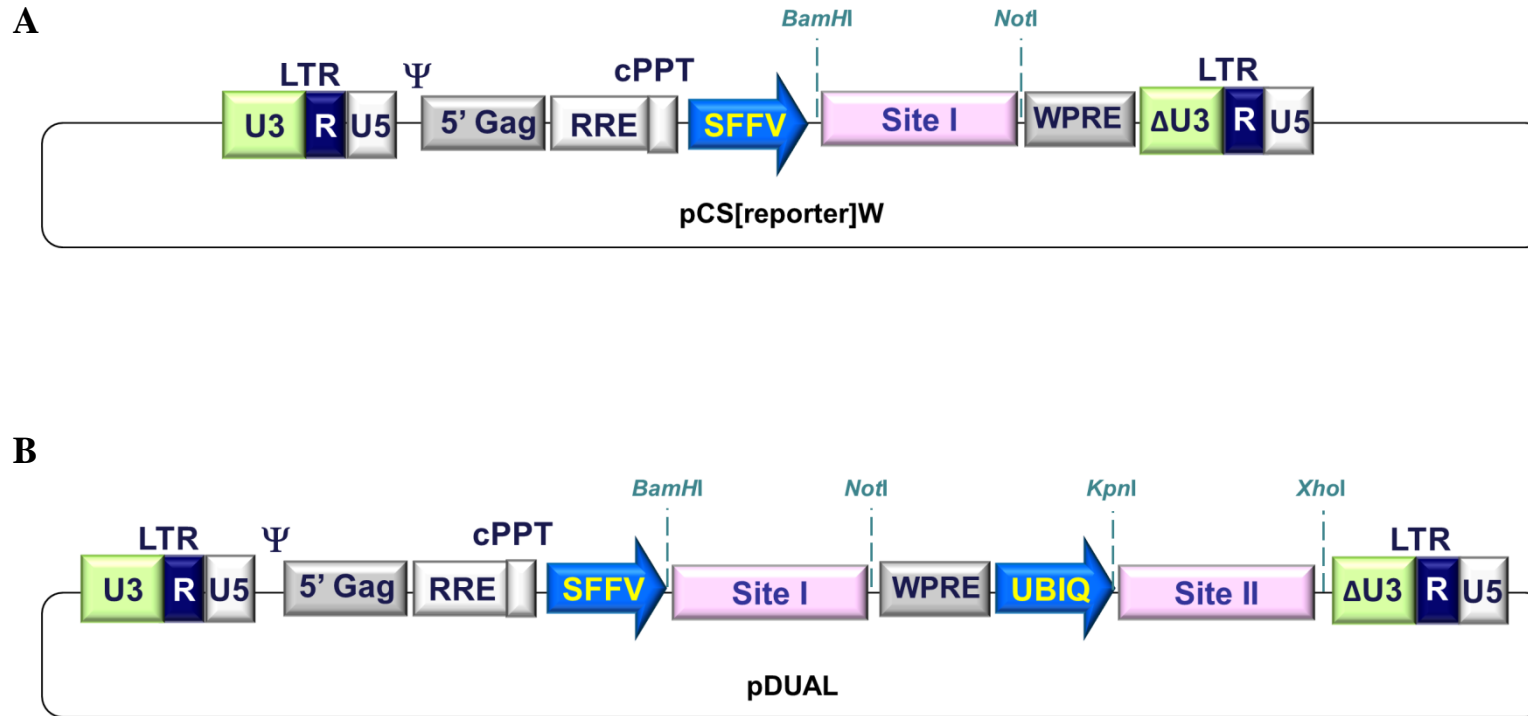 A
BamHI NotI
LTR Ψ cPPT LTR
U3 R U5 5’ Gag RRE SFFV Site I WPRE ΔU3 R U5
pCS[reporter]W
B
BamHI NotI KpnI XhoI
LTR Ψ cPPT LTR
U3 R U5 5’ Gag RRE SFFV Site I WPRE UBIQ Site II ΔU3 R U5
pDUAL